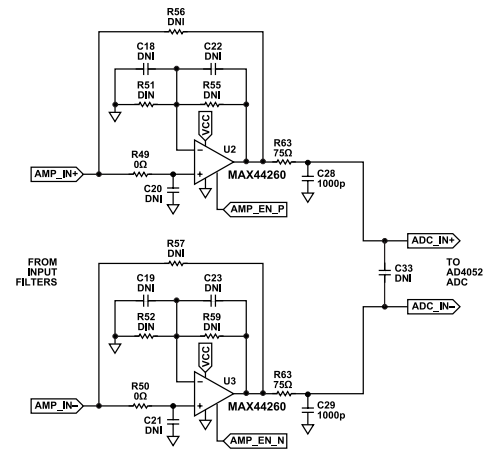 R56
DNI
C18
DNI
C22
DNI
R51
DIN
R55
DNI
VCC
U2
R63
75Ω
AMP_IN+
R49
0Ω
−
+
MAX44260
C28
1000p
C20
DNI
AMP_EN_P
ADC_IN+
R57
DNI
FROM
INPUT
FILTERS
C33
DNI
TO
AD4052
ADC
C19
DNI
C23
DNI
ADC_IN−
R52
DIN
R59
DNI
VCC
U3
R63
75Ω
AMP_IN−
R50
0Ω
−
+
MAX44260
C29
1000p
C21
DNI
AMP_EN_N